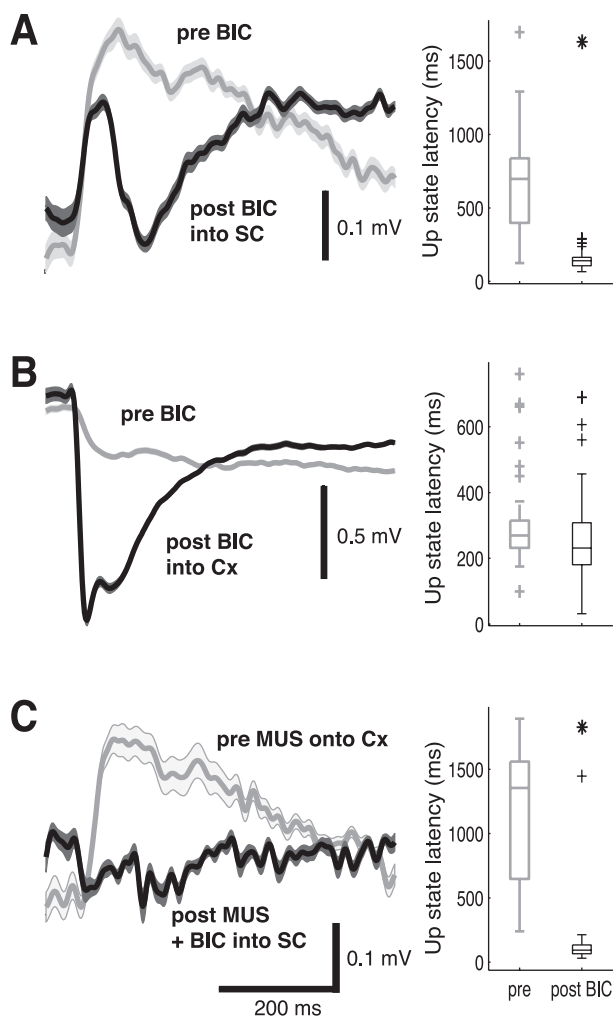 A
pre BIC
post BIC
into SC
0.1 mV
Up state latency (ms)
1500
1000
500
0
*
B
pre BIC
post BIC
into Cx
0.5 mV
Up state latency (ms)
600
400
200
0
C
pre MUS onto Cx
post MUS
+ BIC into SC
0.1 mV
200 ms
Up state latency (ms)
1500
1000
500
0
*
pre
post BIC